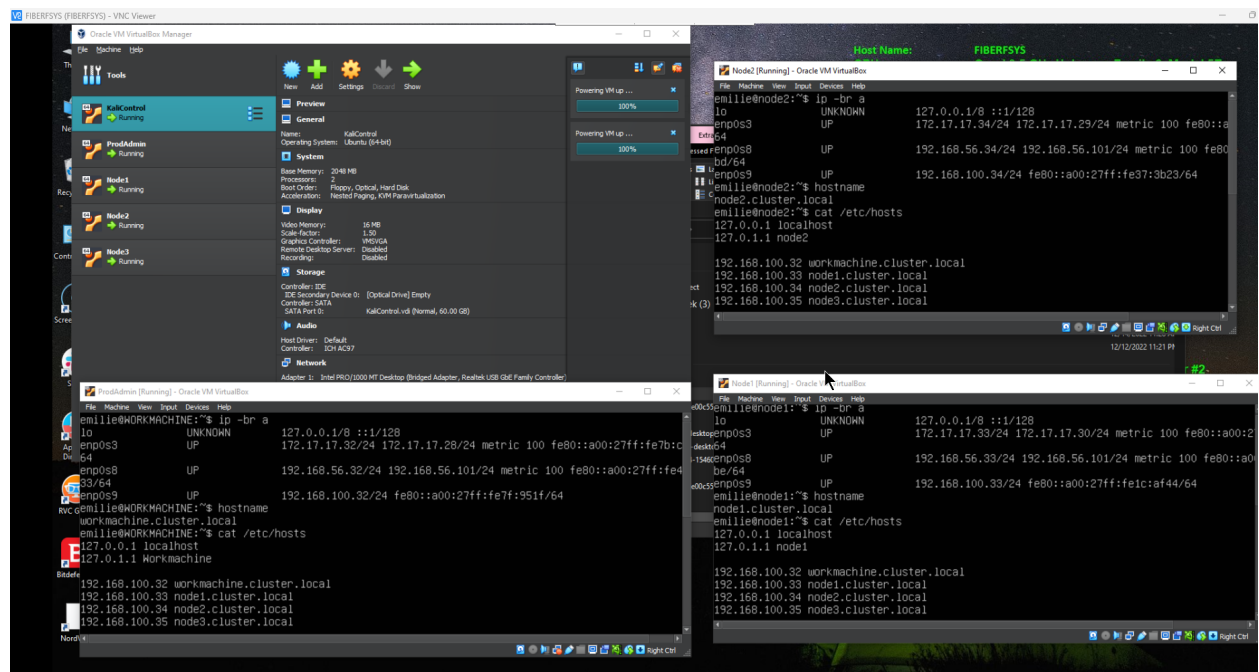 FIBERFSYS (FIBERFSYS) - VNC Viewer
Oracle VM VirtualBox Manager
File Machine Help
Tools
New Add Settings Discard Show
KaliControl
Running
ProdAdmin
Running
Node1
Running
Node2
Running
Node3
Running
Preview
General
Name: KaliControl
Operating System: Ubuntu (64-bit)
System
Base Memory: 2048 MB
Processors: 2
Boot Order: Floppy, Optical, Hard Disk
Acceleration: Nested Paging, KVM Paravirtualization
Display
Video Memory: 16 MB
Scale-factor: 1.50
Graphics Controller: VMSVGA
Remote Desktop Server: Disabled
Recording: Disabled
Storage
Controller: IDE
IDE Secondary Device 0: [Optical Drive] Empty
Controller: SATA
SATA Port 0: KaliControl.vdi (Normal, 60.00 GB)
Audio
Host Driver: Default
Controller: ICH AC97
Network
Adapter 1: Intel PRO/1000 MT Desktop (Bridged Adapter, Realtek USB GbE Family Controller)
Powering VM up ...
100%
Powering VM up ...
100%
Host Name: FIBERFSYS
Node2 [Running] - Oracle VM VirtualBox
File Machine View Input Devices Help
emilie@node2:~$ ip -br a
lo UNKNOWN 127.0.0.1/8 ::1/128
enp0s3 UP 172.17.17.34/24 172.17.17.29/24 metric 100 fe80::a
64
enp0s8 UP 192.168.56.34/24 192.168.56.101/24 metric 100 fe80
bd/64
enp0s9 UP 192.168.100.34/24 fe80::a00:27ff:fe37:3b23/64
emilie@node2:~$ hostname
node2.cluster.local
emilie@node2:~$ cat /etc/hosts
127.0.0.1 localhost
127.0.1.1 node2
192.168.100.32 workmachine.cluster.local
192.168.100.33 node1.cluster.local
192.168.100.34 node2.cluster.local
192.168.100.35 node3.cluster.local
Right Ctrl
12/12/2022 11:21 PM
ProdAdmin [Running] - Oracle VM VirtualBox
File Machine View Input Devices Help
emilie@WORKMACHINE:~$ ip -br a
lo UNKNOWN 127.0.0.1/8 ::1/128
enp0s3 UP 172.17.17.32/24 172.17.17.28/24 metric 100 fe80::a00:27ff:fe7b:c
64
enp0s8 UP 192.168.56.32/24 192.168.56.101/24 metric 100 fe80::a00:27ff:fe4
33/64
enp0s9 UP 192.168.100.32/24 fe80::a00:27ff:fe7f:951f/64
emilie@WORKMACHINE:~$ hostname
workmachine.cluster.local
emilie@WORKMACHINE:~$ cat /etc/hosts
127.0.0.1 localhost
127.0.1.1 Workmachine
192.168.100.32 workmachine.cluster.local
192.168.100.33 node1.cluster.local
192.168.100.34 node2.cluster.local
192.168.100.35 node3.cluster.local
Right Ctrl
Node1 [Running] - Oracle VM VirtualBox
File Machine View Input Devices Help
emilie@node1:~$ ip -br a
lo UNKNOWN 127.0.0.1/8 ::1/128
enp0s3 UP 172.17.17.33/24 172.17.17.30/24 metric 100 fe80::a00:2
64
enp0s8 UP 192.168.56.33/24 192.168.56.101/24 metric 100 fe80::a0
be/64
enp0s9 UP 192.168.100.33/24 fe80::a00:27ff:fe1c:af44/64
emilie@node1:~$ hostname
node1.cluster.local
emilie@node1:~$ cat /etc/hosts
127.0.0.1 localhost
127.0.1.1 node1
192.168.100.32 workmachine.cluster.local
192.168.100.33 node1.cluster.local
192.168.100.34 node2.cluster.local
192.168.100.35 node3.cluster.local
Right Ctrl